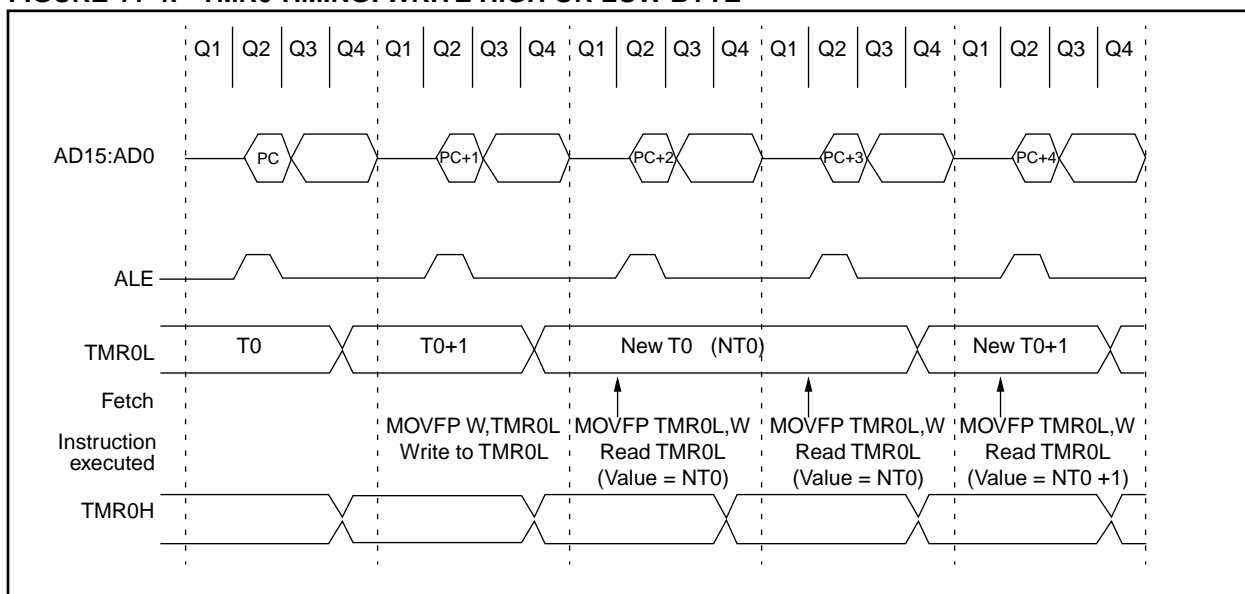 FIGURE 11-4: TMR0 TIMING: WRITE HIGH OR LOW BYTE
Q1 Q2 Q3 Q4 Q1 Q2 Q3 Q4 Q1 Q2 Q3 Q4 Q1 Q2 Q3 Q4 Q1 Q2 Q3 Q4
AD15:AD0 PC PC+1 PC+2 PC+3 PC+4
ALE
TMR0L T0 T0+1 New T0 (NT0) New T0+1
Fetch
MOVFP W,TMR0L MOVFP TMR0L,W MOVFP TMR0L,W MOVFP TMR0L,W
Instruction
executed
Write to TMR0L Read TMR0L Read TMR0L Read TMR0L
(Value = NT0) (Value = NT0) (Value = NT0 +1)
TMR0H